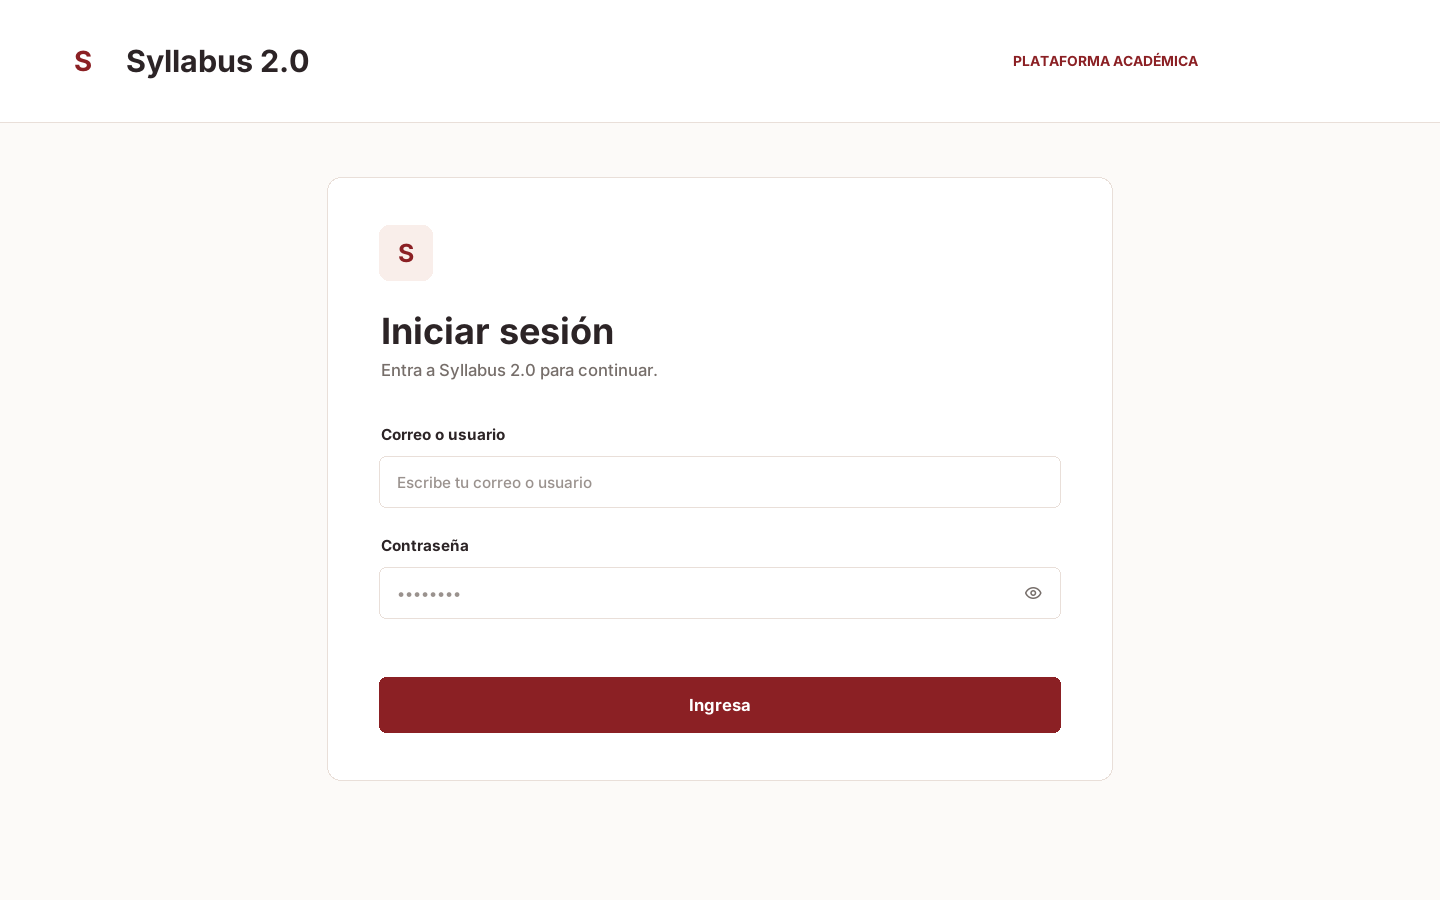 S Syllabus 2.0 PLATAFORMA ACADÉMICA
S
Iniciar sesión
Entra a Syllabus 2.0 para continuar.
Correo o usuario
Escribe tu correo o usuario
Contraseña
••••••••
Ingresa